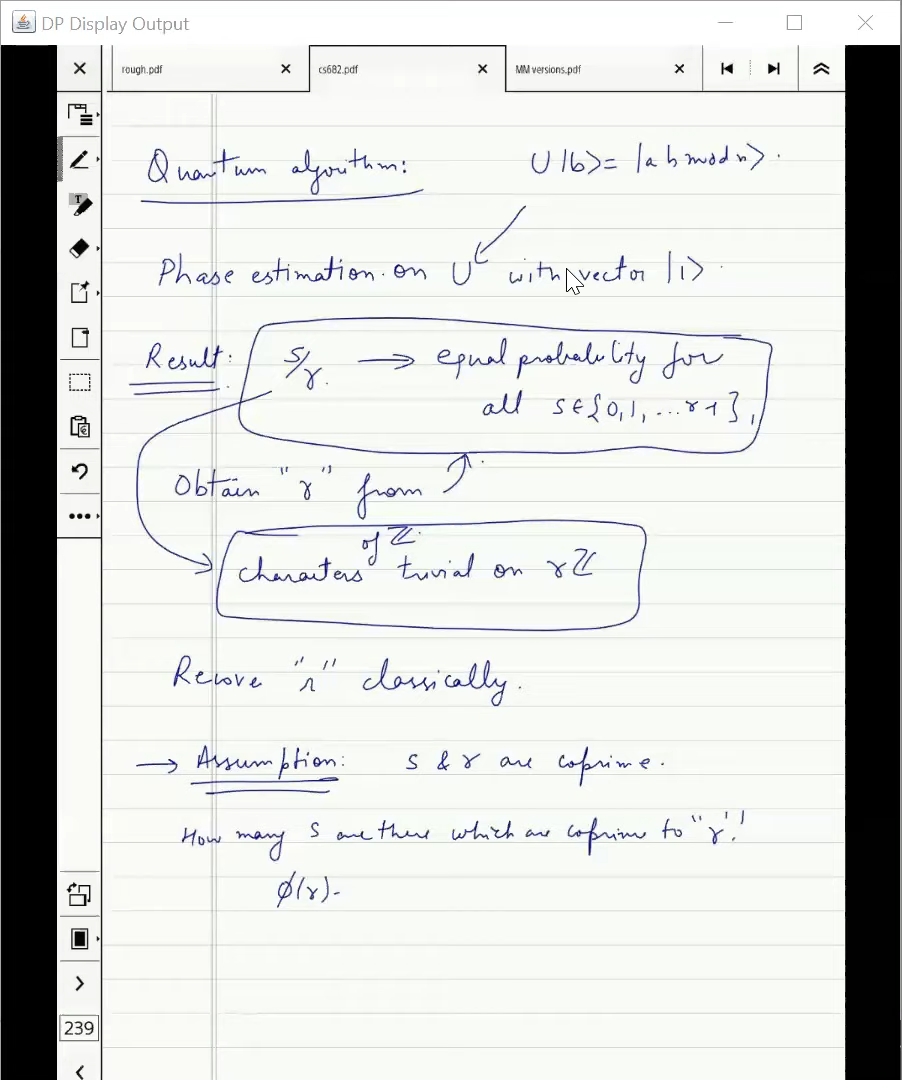 DP Display Output
rough.pdf cs682.pdf MM versions.pdf
Quantum algorithm: U|b> = |a b mod n>.
Phase estimation on U with vector |1>.
Result: s/r. → equal probability for
all s ∈ {0, 1, ... r-1},
Obtain "r" from
of ℤ.
characters trivial on rℤ
Recove "r" classically.
→ Assumption: s & r are coprime.
How many s are there which are coprime to "r"?
ϕ(r).
239